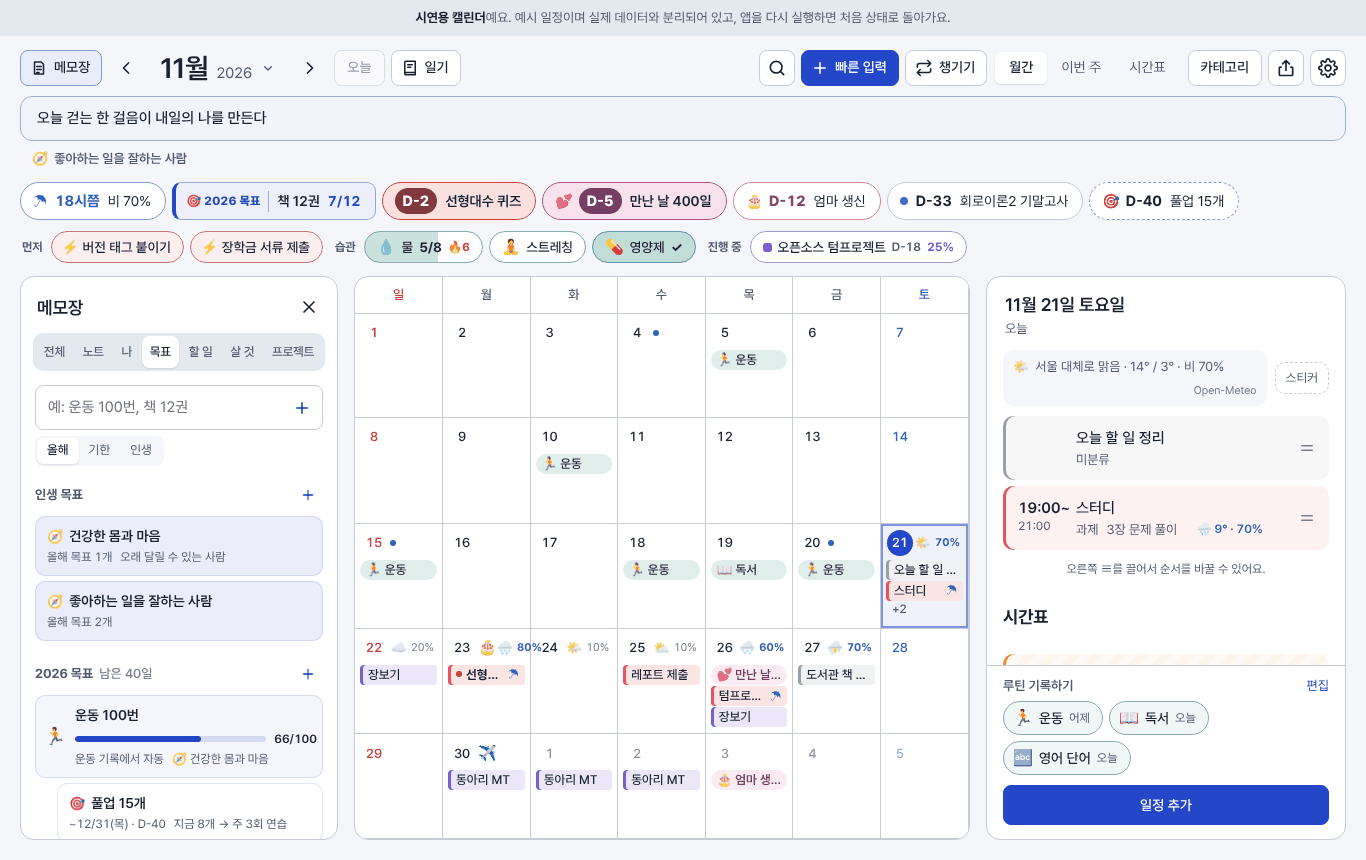 시연용 캘린더예요. 예시 일정이며 실제 데이터와 분리되어 있고, 앱을 다시 실행하면 처음 상태로 돌아가요.
메모장 11월 2026 오늘 일기 빠른 입력 챙기기 월간 이번 주 시간표 카테고리
오늘 걷는 한 걸음이 내일의 나를 만든다
🧭 좋아하는 일을 잘하는 사람
☂ 18시쯤 비 70% 🎯 2026 목표 책 12권 7/12 D-2 선형대수 퀴즈 💕 D-5 만난 날 400일 🎂 D-12 엄마 생신 D-33 회로이론2 기말고사 🎯 D-40 풀업 15개
먼저 ⚡ 버전 태그 붙이기 ⚡ 장학금 서류 제출 습관 💧 물 5/8 🔥6 🧘 스트레칭 💊 영양제 ✓ 진행 중 오픈소스 텀프로젝트 D-18 25%
메모장
전체 노트 나 목표 할 일 살 것 프로젝트
예: 운동 100번, 책 12권
올해 기한 인생
인생 목표
🧭 건강한 몸과 마음
올해 목표 1개 오래 달릴 수 있는 사람
🧭 좋아하는 일을 잘하는 사람
올해 목표 2개
2026 목표 남은 40일
운동 100번
66/100
운동 기록에서 자동 🧭 건강한 몸과 마음
🎯 풀업 15개
~12/31(목) · D-40 지금 8개 → 주 3회 연습
일 월 화 수 목 금 토
1 2 3 4 5 6 7
🏃 운동
8 9 10 11 12 13 14
🏃 운동
15 16 17 18 19 20 21 🌤 70%
🏃 운동 🏃 운동 📖 독서 🏃 운동 오늘 할 일 ...
스터디 ☂
+2
22 ☁ 20% 23 🎂 🌧 80% 24 🌤 10% 25 ⛅ 10% 26 🌧 60% 27 70% 28
장보기 선형... ☂ 레포트 제출 💕 만난 날... 도서관 책 ...
텀프로... ☂
장보기
29 30 ✈ 1 2 3 4 5
동아리 MT 동아리 MT 동아리 MT 🎂 엄마 생...
11월 21일 토요일
오늘
🌤 서울 대체로 맑음 · 14° / 3° · 비 70%
Open-Meteo
스티커
오늘 할 일 정리
미분류
19:00~ 스터디
21:00 과제 3장 문제 풀이 🌧 9° · 70%
오른쪽 ≡를 끌어서 순서를 바꿀 수 있어요.
시간표
루틴 기록하기 편집
🏃 운동 어제 📖 독서 오늘
🔤 영어 단어 오늘
일정 추가